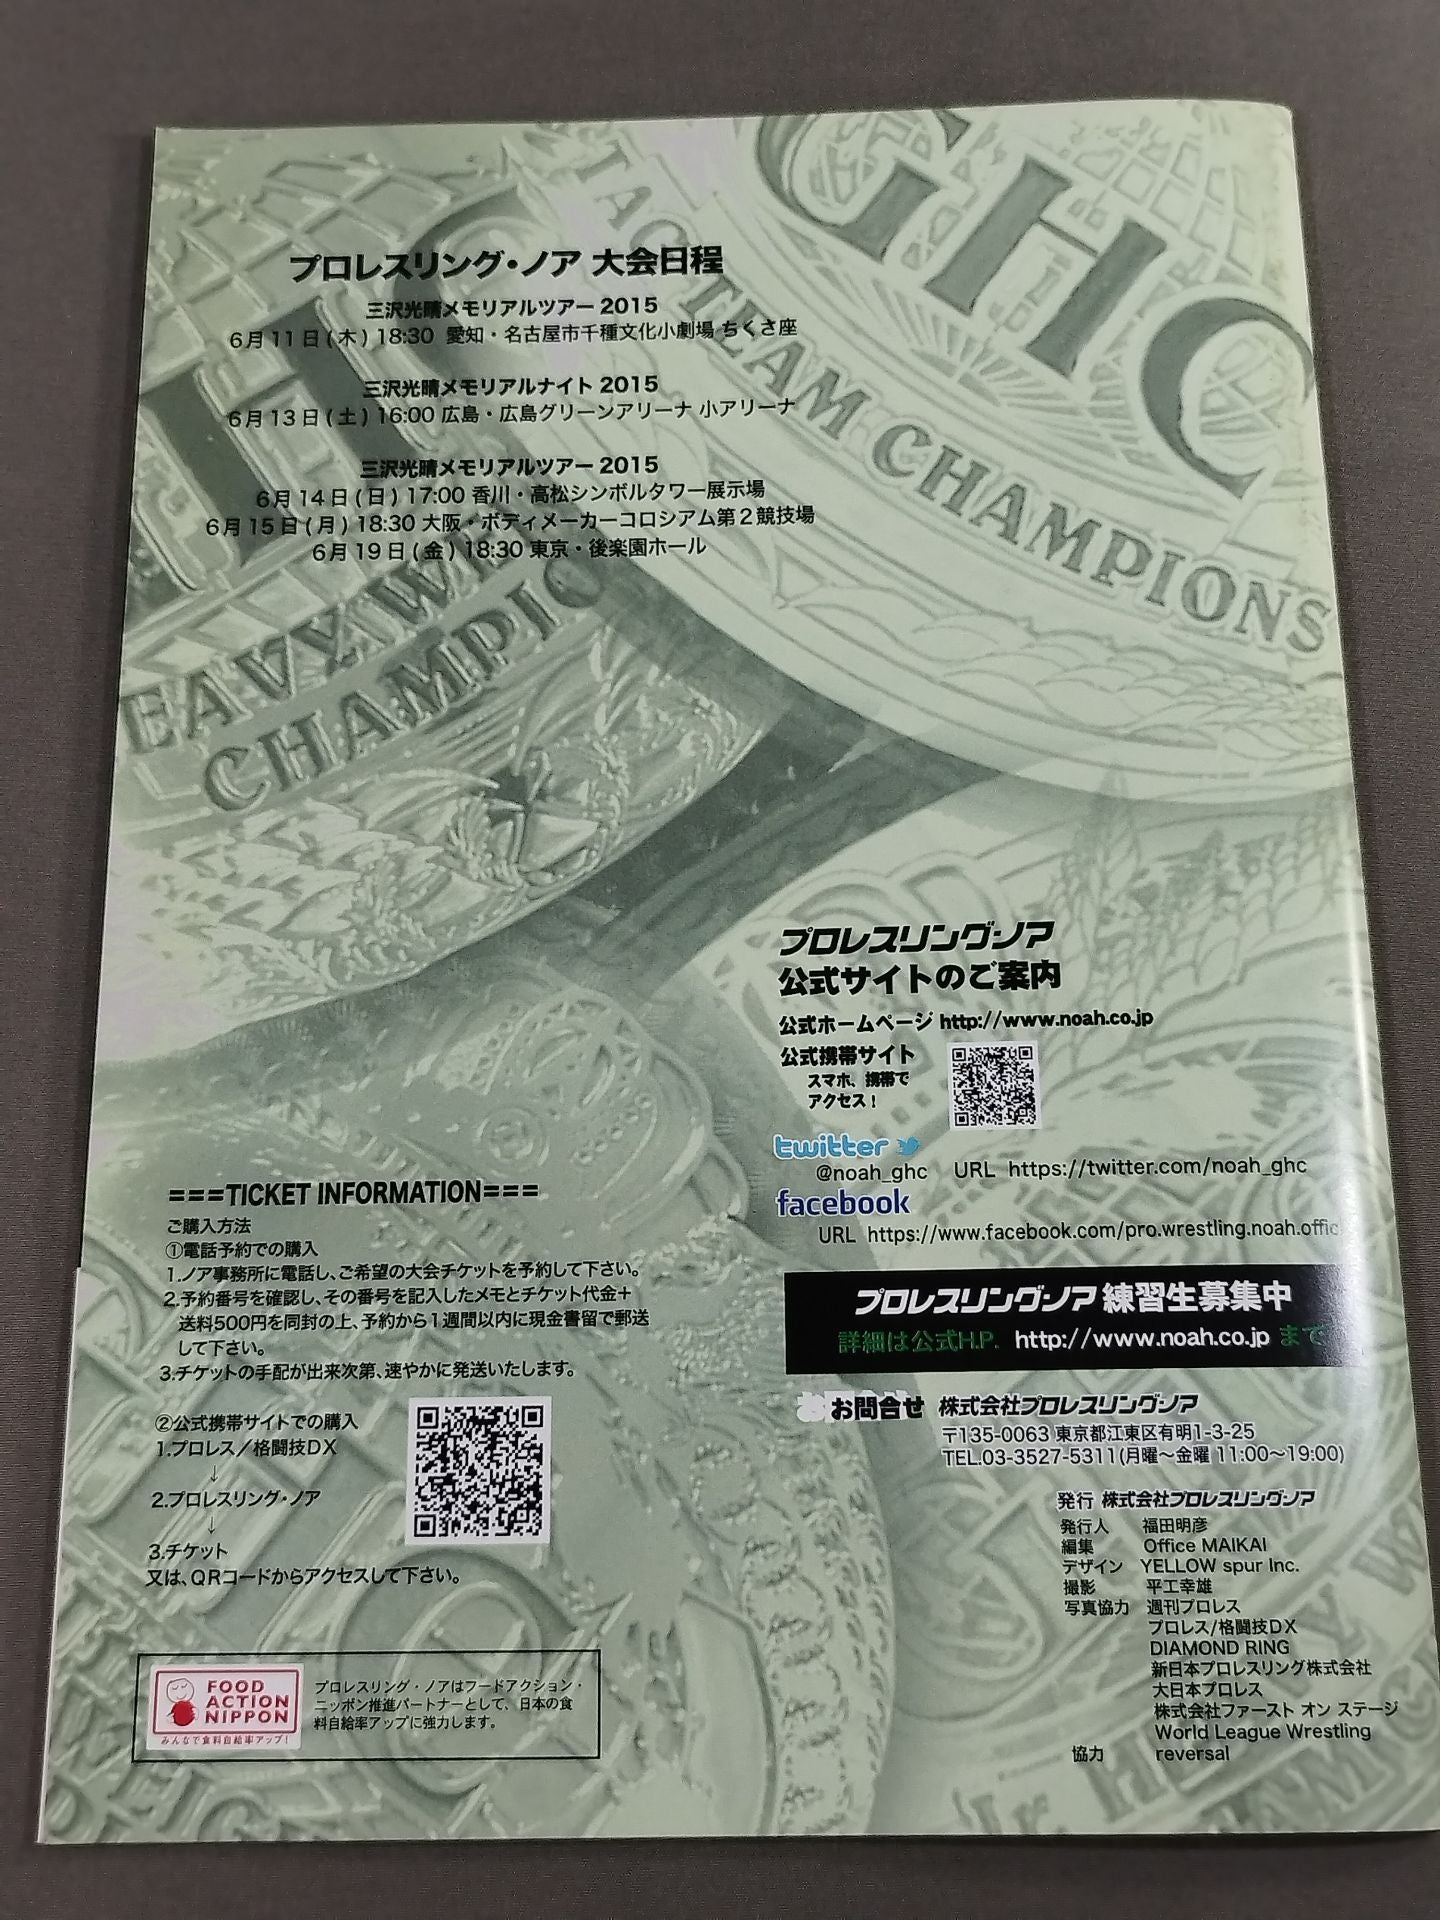 GHC
TAG TEAM CHAMPIONS
HC
EAVYWE
CHAMPIO
プロレスリング・ノア 大会日程
三沢光晴メモリアルツアー 2015
6月11日(木) 18:30 愛知・名古屋市千種文化小劇場 ちくさ座
三沢光晴メモリアルナイト 2015
6月13日(土) 16:00 広島・広島グリーンアリーナ 小アリーナ
三沢光晴メモリアルツアー 2015
6月14日(日) 17:00 香川・高松シンボルタワー展示場
6月15日(月) 18:30 大阪・ボディメーカーコロシアム第2競技場
6月19日(金) 18:30 東京・後楽園ホール
プロレスリング・ノア
公式サイトのご案内
公式ホームページ http://www.noah.co.jp
公式携帯サイト
スマホ、携帯で
アクセス!
twitter
@noah_ghc URL https://twitter.com/noah_ghc
facebook
URL https://www.facebook.com/pro.wrestling.noah.offic
プロレスリング・ノア 練習生募集中
詳細は公式H.P. http://www.noah.co.jp まで
お問合せ 株式会社プロレスリング・ノア
〒135-0063 東京都江東区有明1-3-25
TEL.03-3527-5311(月曜〜金曜 11:00〜19:00)
発行 株式会社プロレスリング・ノア
発行人 福田明彦
編集 Office MAIKAI
デザイン YELLOW spur Inc.
撮影 平工幸雄
写真協力 週刊プロレス
プロレス/格闘技DX
DIAMOND RING
新日本プロレスリング株式会社
大日本プロレス
株式会社ファースト オン ステージ
World League Wrestling
協力 reversal
===TICKET INFORMATION===
ご購入方法
①電話予約での購入
1.ノア事務所に電話し、ご希望の大会チケットを予約して下さい。
2.予約番号を確認し、その番号を記入したメモとチケット代金+
送料500円を同封の上、予約から1週間以内に現金書留で郵送
して下さい。
3.チケットの手配が出来次第、速やかに発送いたします。
②公式携帯サイトでの購入
1.プロレス/格闘技DX
↓
2.プロレスリング・ノア
↓
3.チケット
又は、QRコードからアクセスして下さい。
FOOD
ACTION
NIPPON
みんなで食料自給率アップ!
プロレスリング・ノアはフードアクション・
ニッポン推進パートナーとして、日本の食
料自給率アップに強力します。